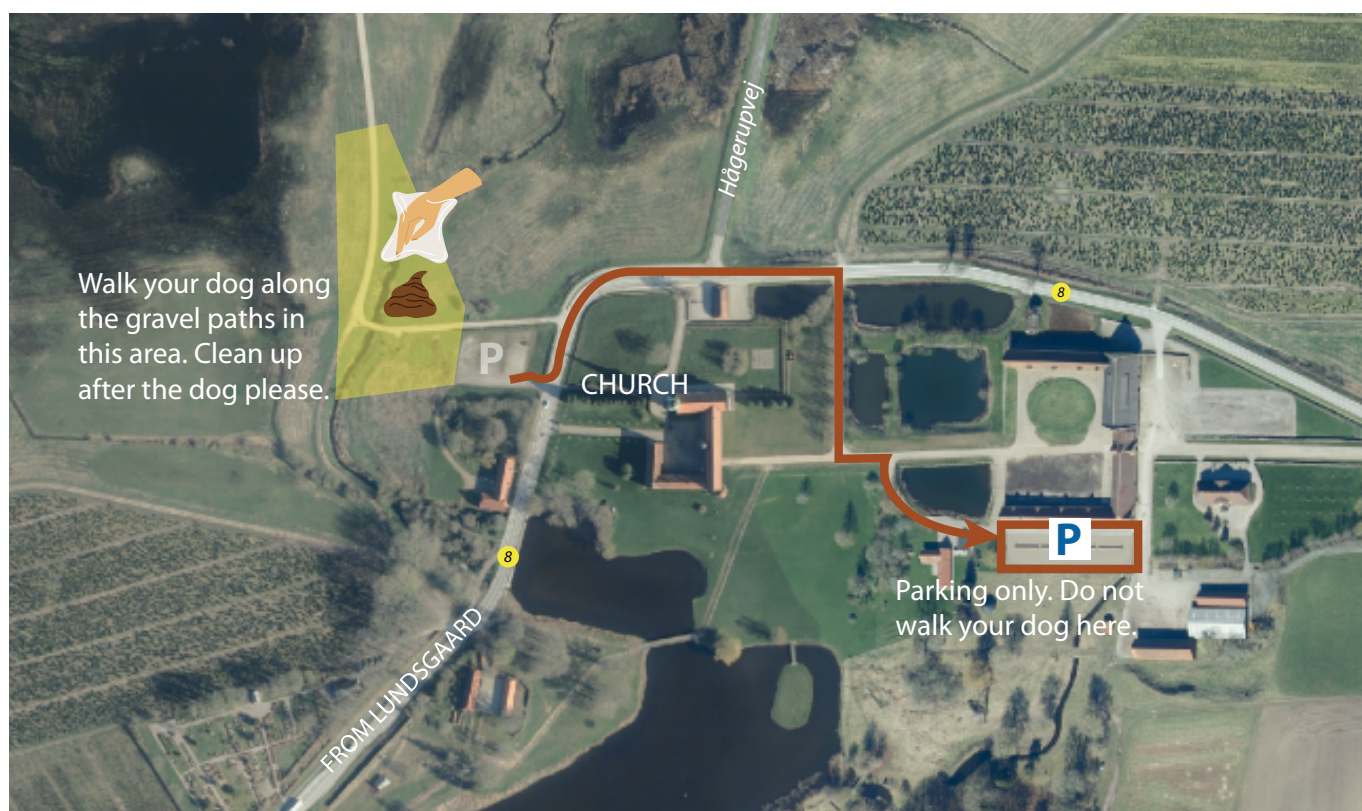 Hågerupvej
Walk your dog along
the gravel paths in
this area. Clean up
after the dog please.
8
P
CHURCH
8
P
Parking only. Do not
walk your dog here.
FROM LUNDSGAARD